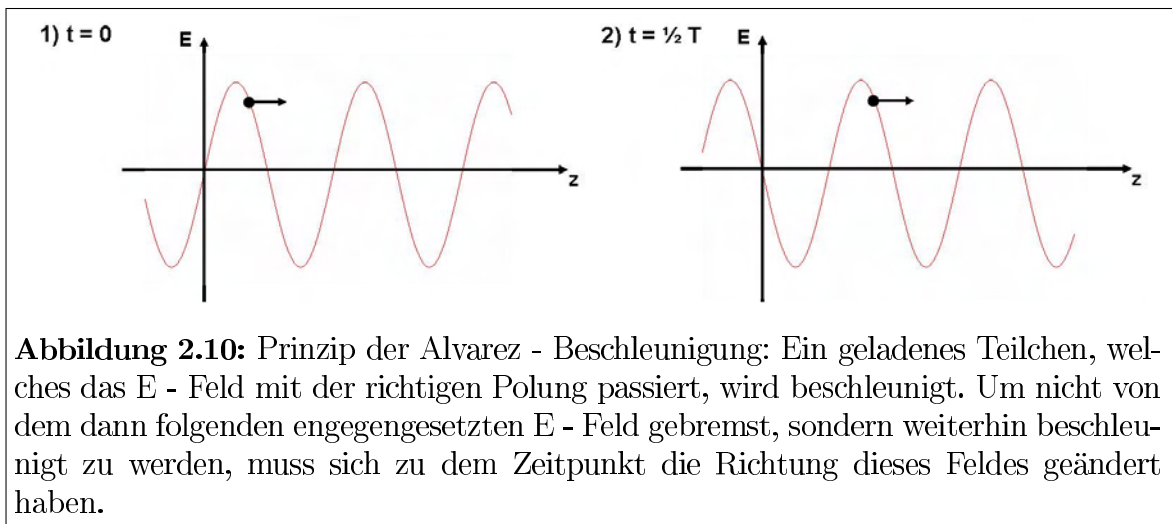 1) t = 0
E
z
2) t = ½ T
E
z
Abbildung 2.10: Prinzip der Alvarez - Beschleunigung: Ein geladenes Teilchen, wel-
ches das E - Feld mit der richtigen Polung passiert, wird beschleunigt. Um nicht von
dem dann folgenden engegengesetzten E - Feld gebremst, sondern weiterhin beschleu-
nigt zu werden, muss sich zu dem Zeitpunkt die Richtung dieses Feldes geändert
haben.